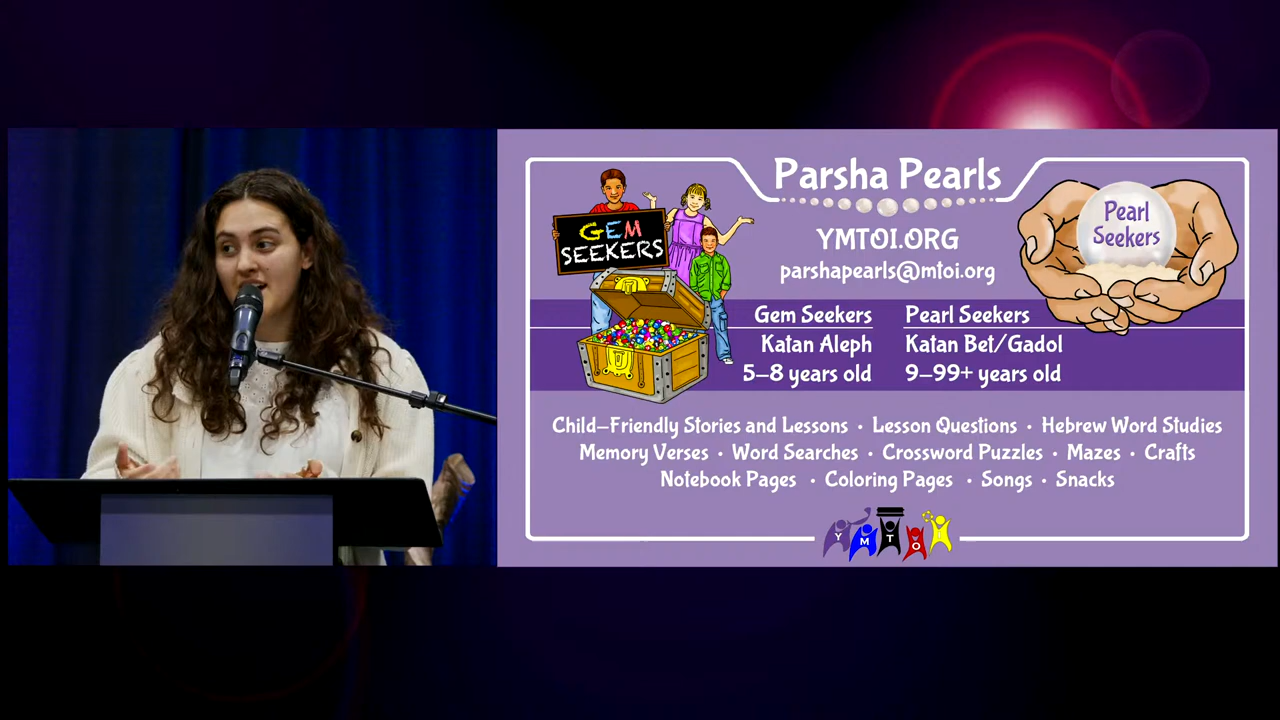 Parsha Pearls
GEM
SEEKERS
YMTOI.ORG
parshapearls@mtoi.org
Pearl
Seekers
Gem Seekers
Katan Aleph
5–8 years old
Pearl Seekers
Katan Bet/Gadol
9–99+ years old
Child–Friendly Stories and Lessons • Lesson Questions • Hebrew Word Studies
Memory Verses • Word Searches • Crossword Puzzles • Mazes • Crafts
Notebook Pages • Coloring Pages • Songs • Snacks
YMTOI